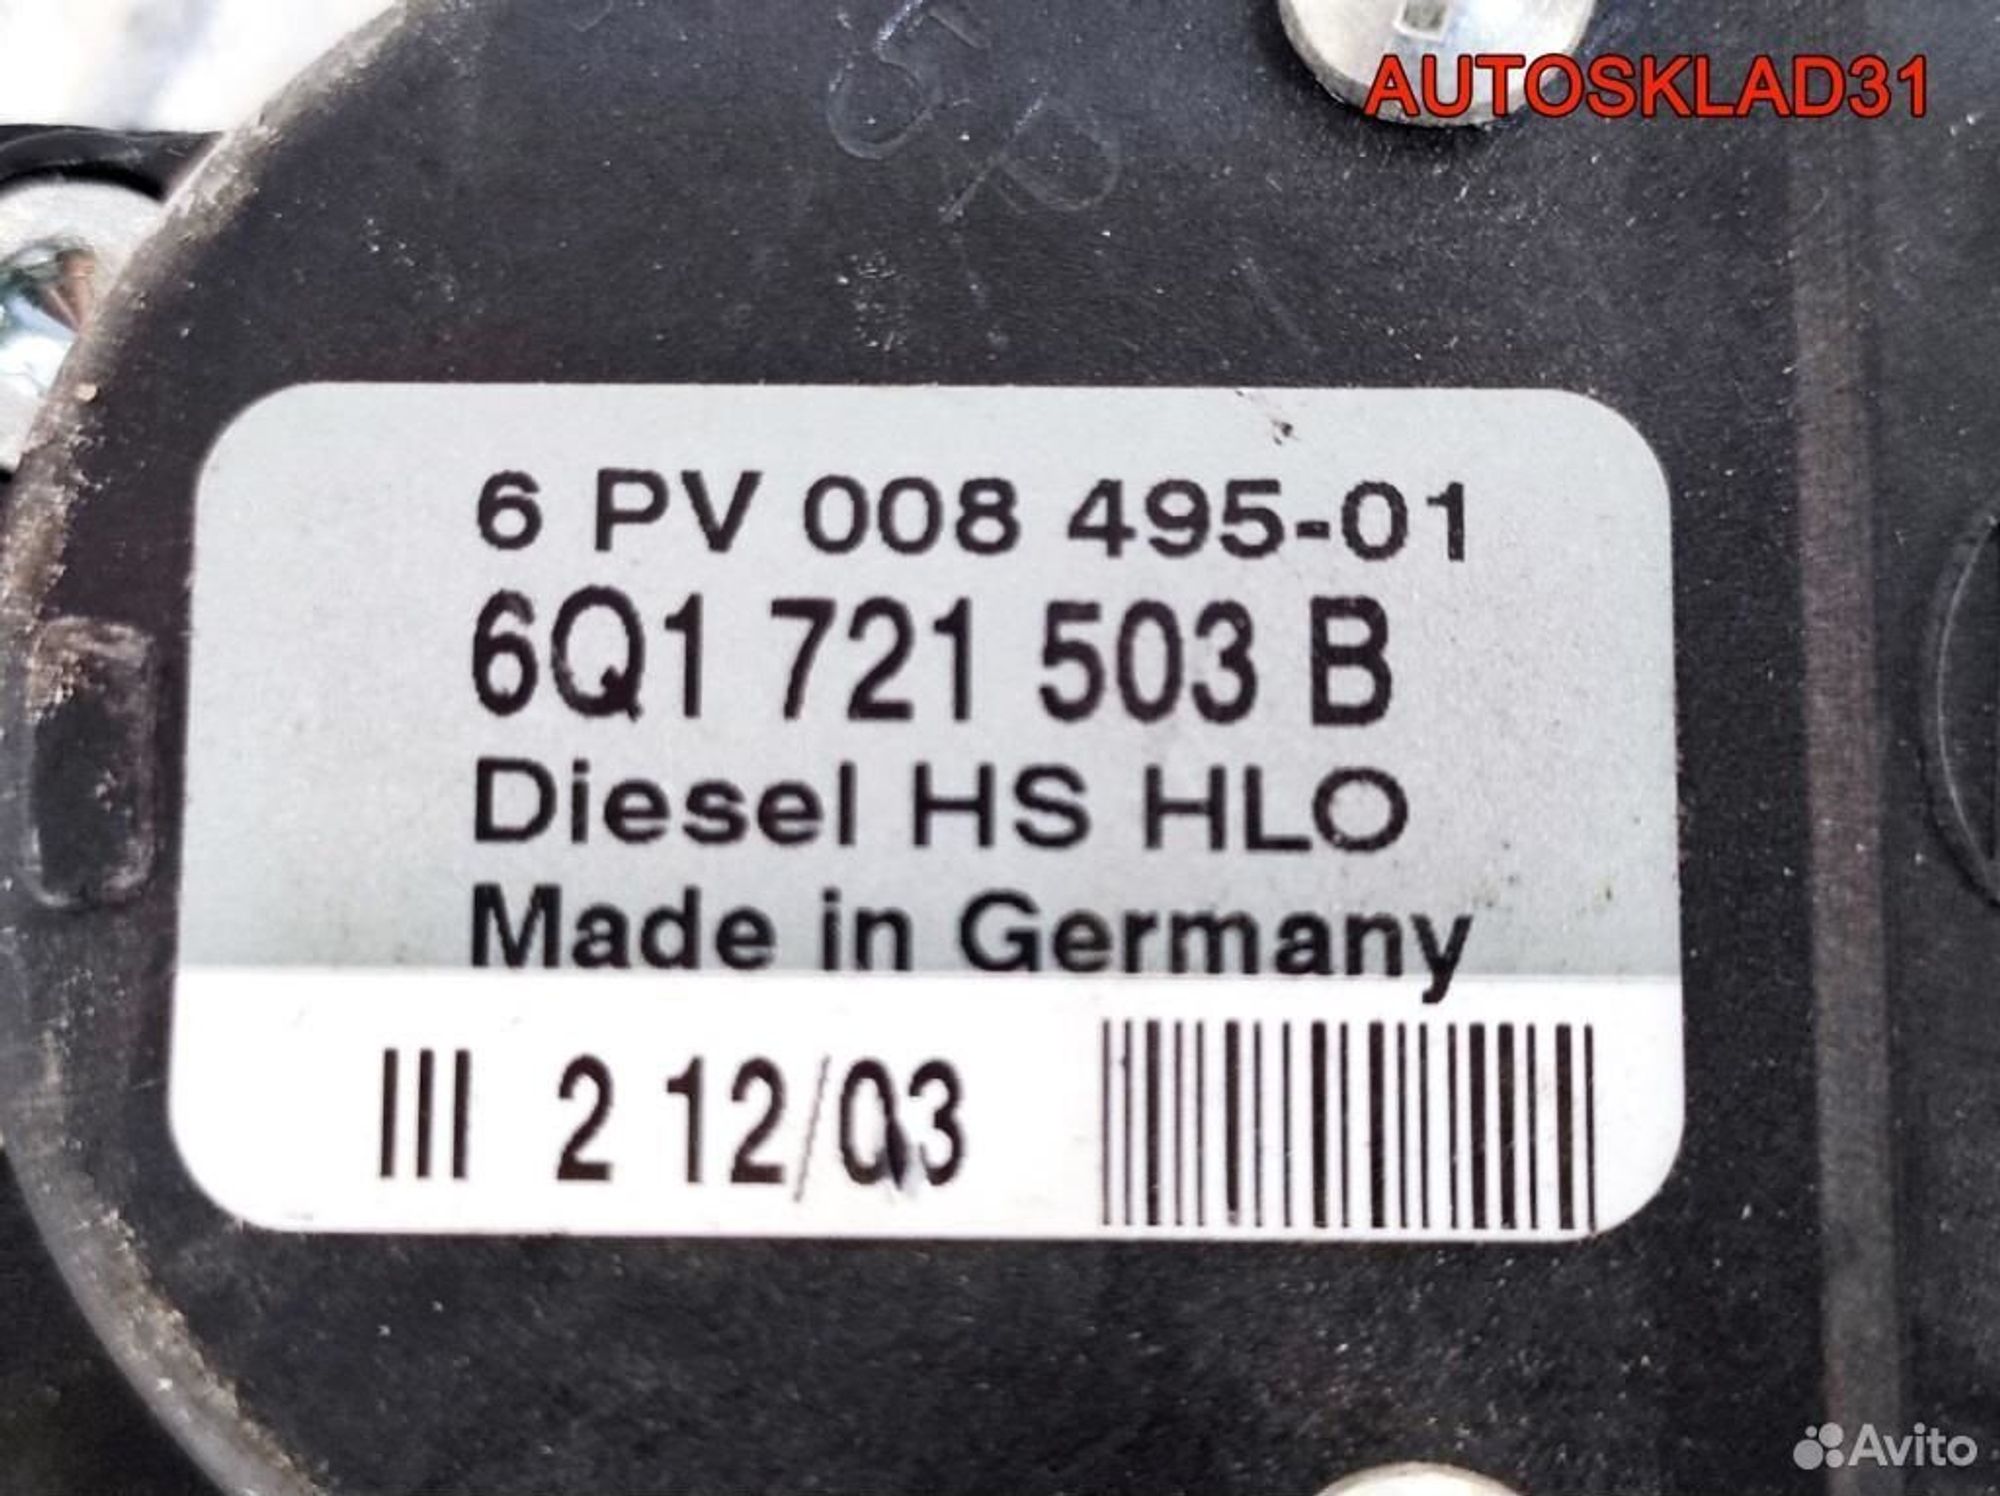 AUTOSKLAD31
6 PV 008 495-01
6Q1 721 503 B
Diesel HS HLO
Made in Germany
III 2 12/03
Avito